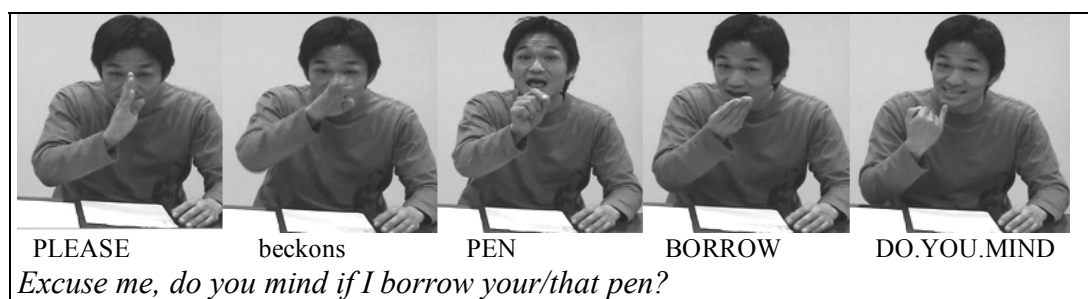 PLEASE beckons PEN BORROW DO.YOU.MIND
Excuse me, do you mind if I borrow your/that pen?